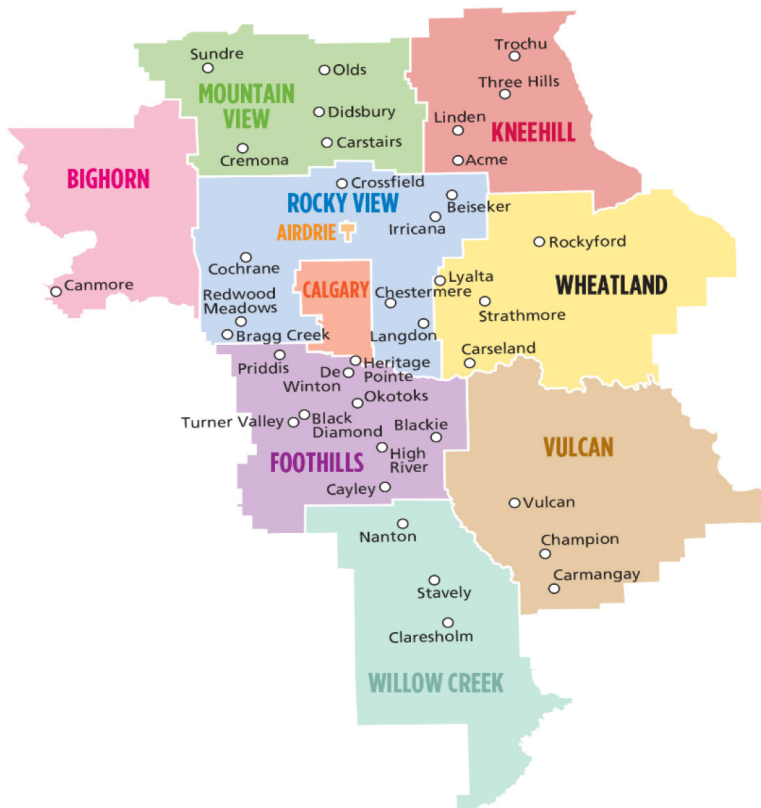 Sundre
Olds
MOUNTAIN
VIEW
Didsbury
Cremona
Carstairs
Trochu
Three Hills
Linden
KNEEHILL
Acme
BIGHORN
Canmore
Crossfield
ROCKY VIEW
Beiseker
AIRDRIE
Irricana
Cochrane
CALGARY
Chestermere
Redwood
Meadows
Bragg Creek
Langdon
Rockyford
Lyalta
WHEATLAND
Strathmore
Carseland
Priddis
De
Winton
Heritage
Pointe
Okotoks
Turner Valley
Black
Diamond
Blackie
FOOTHILLS
High
River
Cayley
VULCAN
Vulcan
Champion
Carmangay
Nanton
Stavely
Claresholm
WILLOW CREEK